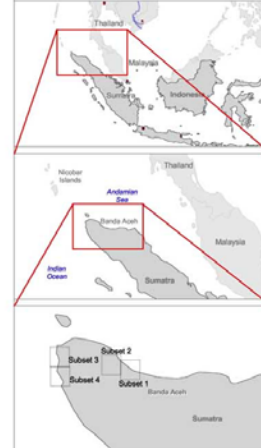 Thailand
Malaysia
Sumatra
Indonesia
Thailand
Nicobar
Islands
Andamian
Sea
Banda Aceh
Malaysia
Indian
Ocean
Sumatra
Subset 2
Subset 3
Subset 4
Subset 1
Banda Aceh
Sumatra